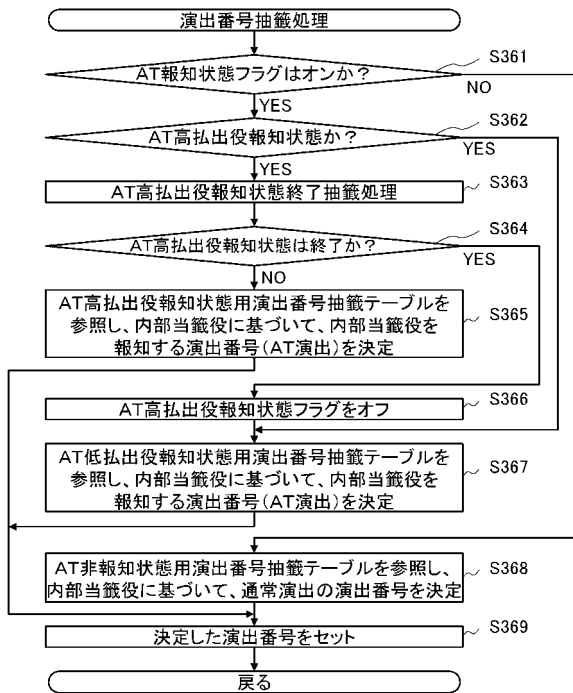 演出番号抽籤処理
S361
AT報知状態フラグはオンか？
NO
YES
S362
AT高払出役報知状態か？
YES
YES
S363
AT高払出役報知状態終了抽籤処理
S364
AT高払出役報知状態は終了か？
YES
NO
AT高払出役報知状態用演出番号抽籤テーブルを
参照し、内部当籤役に基づいて、内部当籤役を
報知する演出番号（AT演出）を決定
S365
S366
AT高払出役報知状態フラグをオフ
AT低払出役報知状態用演出番号抽籤テーブルを
参照し、内部当籤役に基づいて、内部当籤役を
報知する演出番号（AT演出）を決定
S367
AT非報知状態用演出番号抽籤テーブルを参照し、
内部当籤役に基づいて、通常演出の演出番号を決定
S368
決定した演出番号をセット
S369
戻る